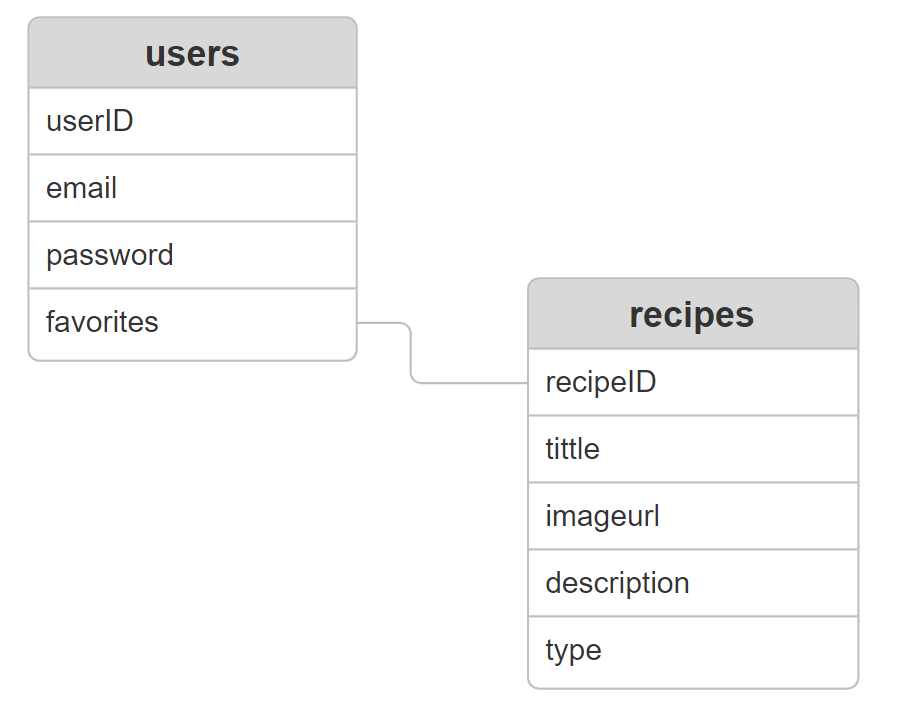 users
userID
email
password
favorites
recipes
recipeID
tittle
imageurl
description
type